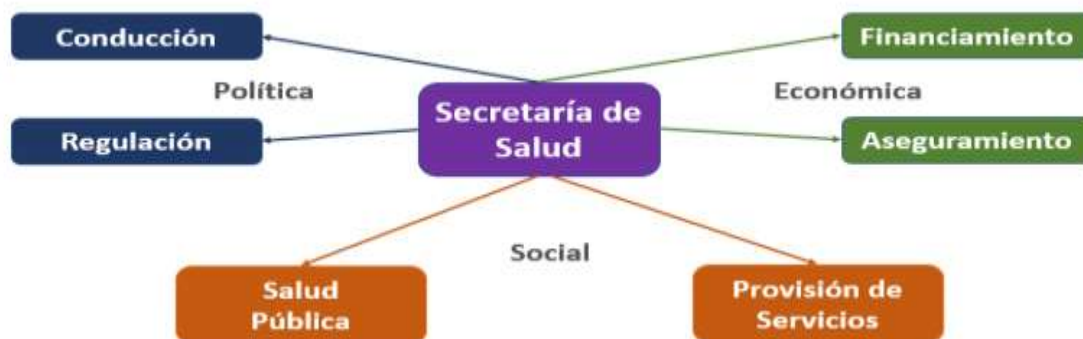 Conducción
Financiamiento
Política
Económica
Secretaría de
Salud
Regulación
Aseguramiento
Social
Salud
Pública
Provisión de
Servicios